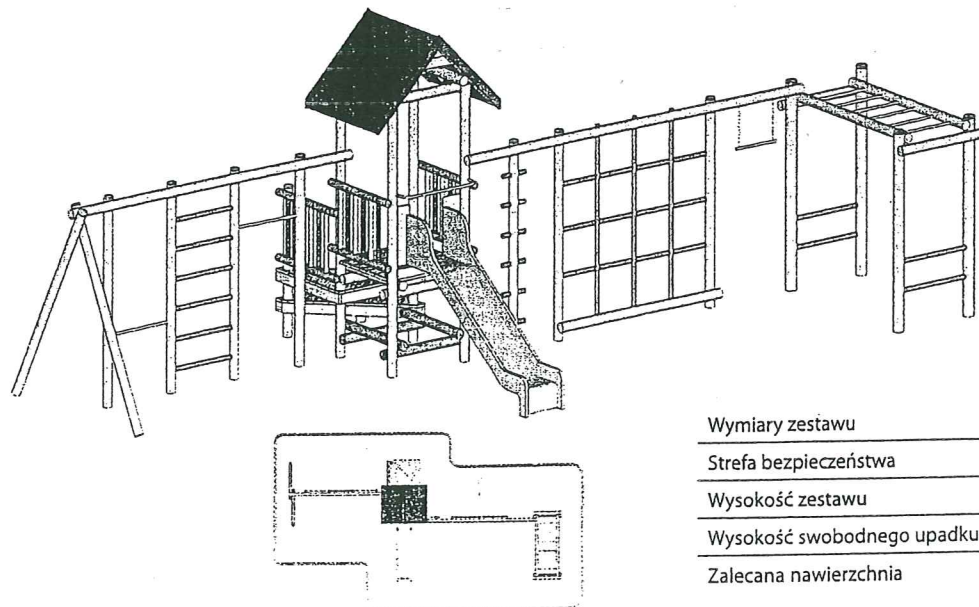 Wymiary zestawu
Strefa bezpieczeństwa
Wysokość zestawu
Wysokość swobodnego upadku
Zalecana nawierzchnia